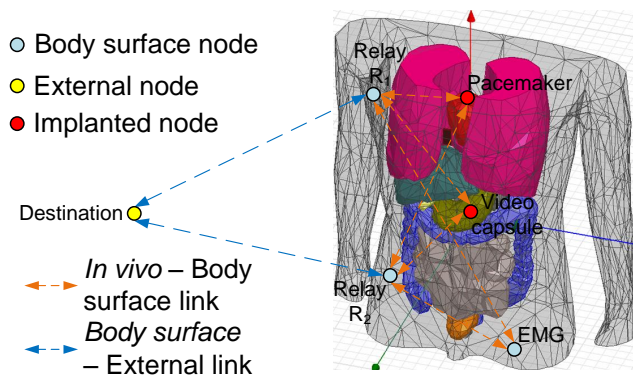 Body surface node
External node
Implanted node
Relay
R1
Pacemaker
Destination
Video
capsule
In vivo – Body
surface link
Body surface
– External link
Relay
R2
EMG